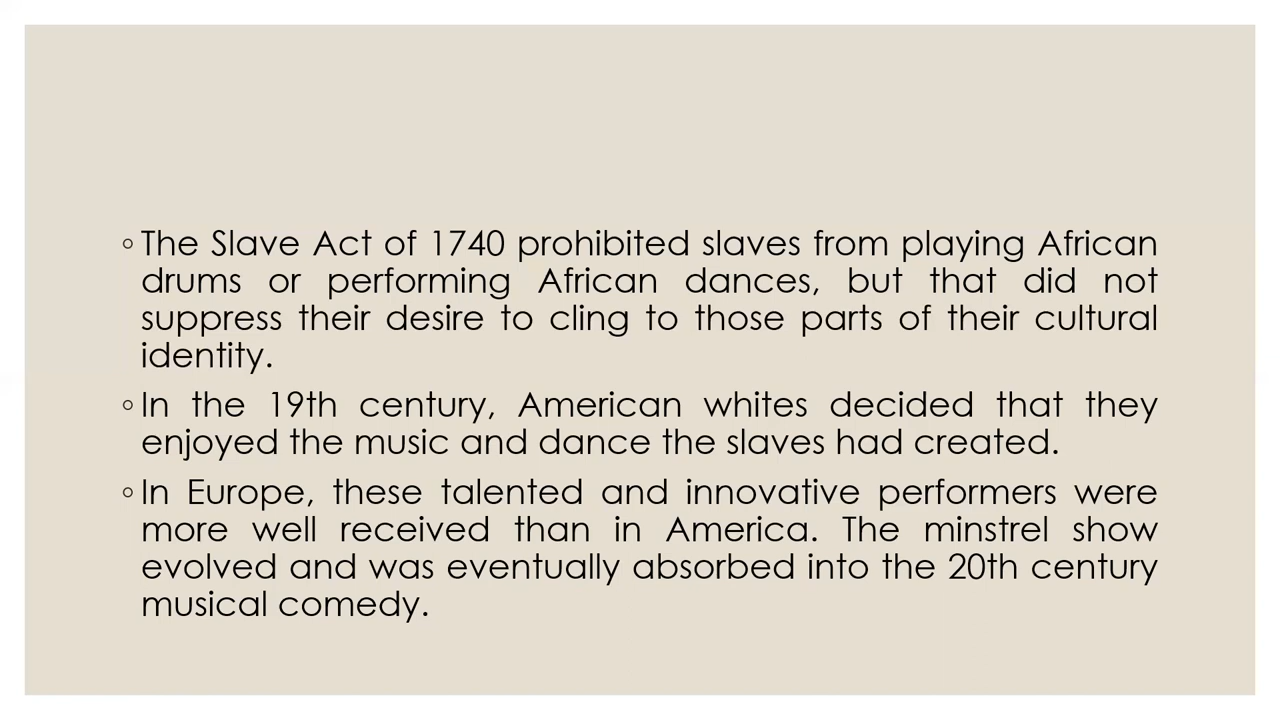 ◦ The Slave Act of 1740 prohibited slaves from playing African
drums or performing African dances, but that did not
suppress their desire to cling to those parts of their cultural
identity.
◦ In the 19th century, American whites decided that they
enjoyed the music and dance the slaves had created.
◦ In Europe, these talented and innovative performers were
more well received than in America. The minstrel show
evolved and was eventually absorbed into the 20th century
musical comedy.